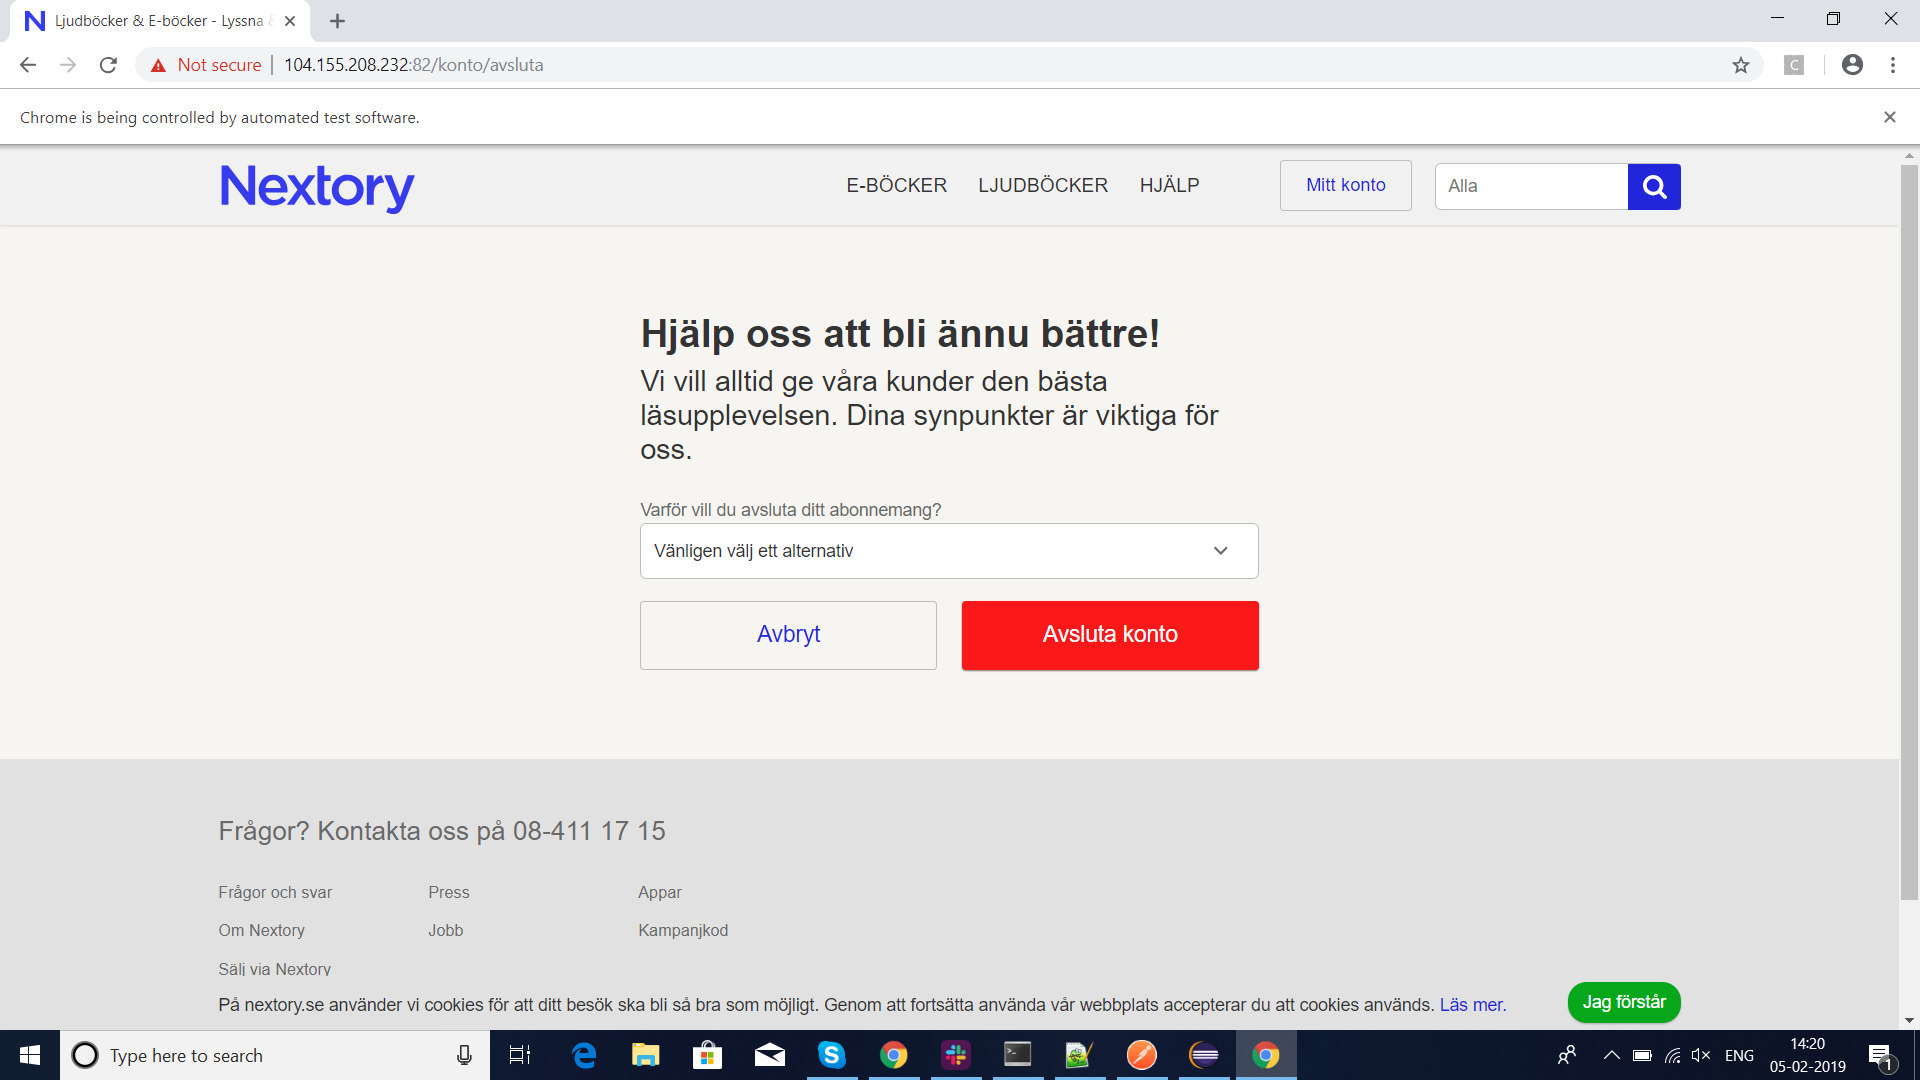 Ljudböcker & E-böcker - Lyssna
Not secure
104.155.208.232:82/konto/avsluta
C
Chrome is being controlled by automated test software.
Nextory
E-BÖCKER
LJUDBÖCKER
HJÄLP
Mitt konto
Alla
Hjälp oss att bli ännu bättre!
Vi vill alltid ge våra kunder den bästa
läsupplevelsen. Dina synpunkter är viktiga för
oss.
Varför vill du avsluta ditt abonnemang?
Vänligen välj ett alternativ
Avbryt
Avsluta konto
Frågor? Kontakta oss på 08-411 17 15
Frågor och svar
Press
Appar
Om Nextory
Jobb
Kampanjkod
Sälj via Nextory
På nextory.se använder vi cookies för att ditt besök ska bli så bra som möjligt. Genom att fortsätta använda vår webbplats accepterar du att cookies används. Läs mer.
Jag förstår
Type here to search
ENG
14:20
05-02-2019
1